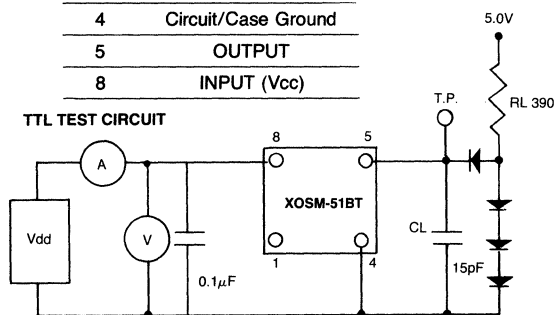 4 Circuit/Case Ground
5 OUTPUT
8 INPUT (Vcc)
5.0V
RL 390
T.P.
TTL TEST CIRCUIT
A
8 5
XOSM-51BT
Vdd
V
CL
0.1μF
1 4
15pF